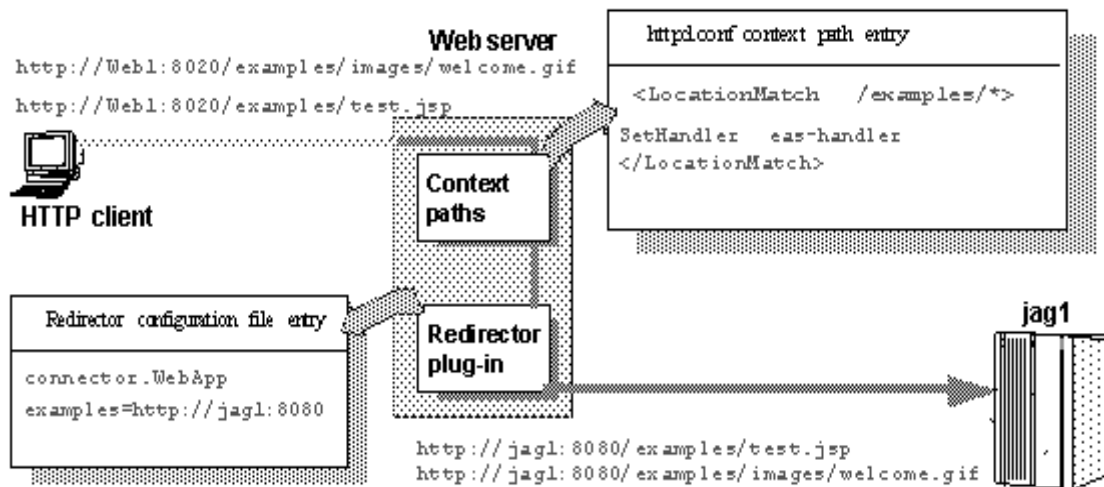 Web server
http://Web1:8020/examples/images/welcome.gif
http://Web1:8020/examples/test.jsp
HTTP client
httpd.conf context path entry
<LocationMatch /examples/*>
SetHandler eas-handler
</LocationMatch>
Context
paths
Redirector configuration file entry
connector.WebApp
examples=http://jag1:8080
Redirector
plug-in
jag1
http://jag1:8080/examples/test.jsp
http://jag1:8080/examples/images/welcome.gif